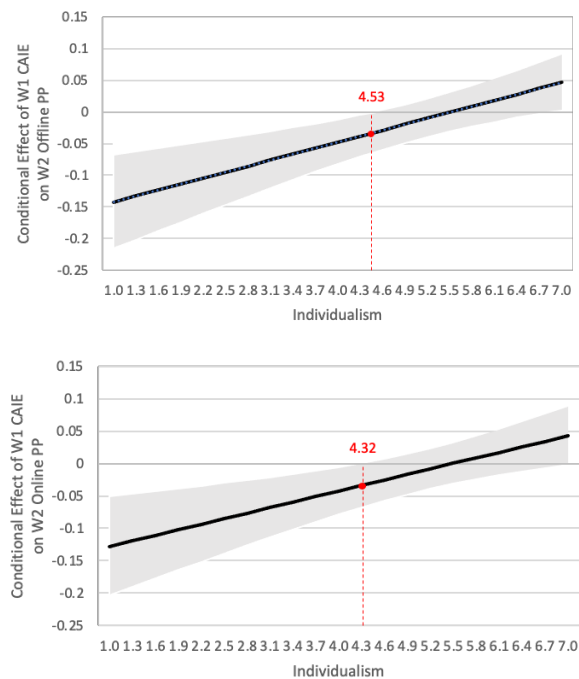 0.15
0.1
0.05
0
-0.05
-0.1
-0.15
-0.2
-0.25
Conditional Effect of W1 CAIE
on W2 Offline PP
4.53
1.0 1.3 1.6 1.9 2.2 2.5 2.8 3.1 3.4 3.7 4.0 4.3 4.6 4.9 5.2 5.5 5.8 6.1 6.4 6.7 7.0
Individualism
0.15
0.1
0.05
0
-0.05
-0.1
-0.15
-0.2
-0.25
Conditional Effect of W1 CAIE
on W2 Online PP
4.32
1.0 1.3 1.6 1.9 2.2 2.5 2.8 3.1 3.4 3.7 4.0 4.3 4.6 4.9 5.2 5.5 5.8 6.1 6.4 6.7 7.0
Individualism